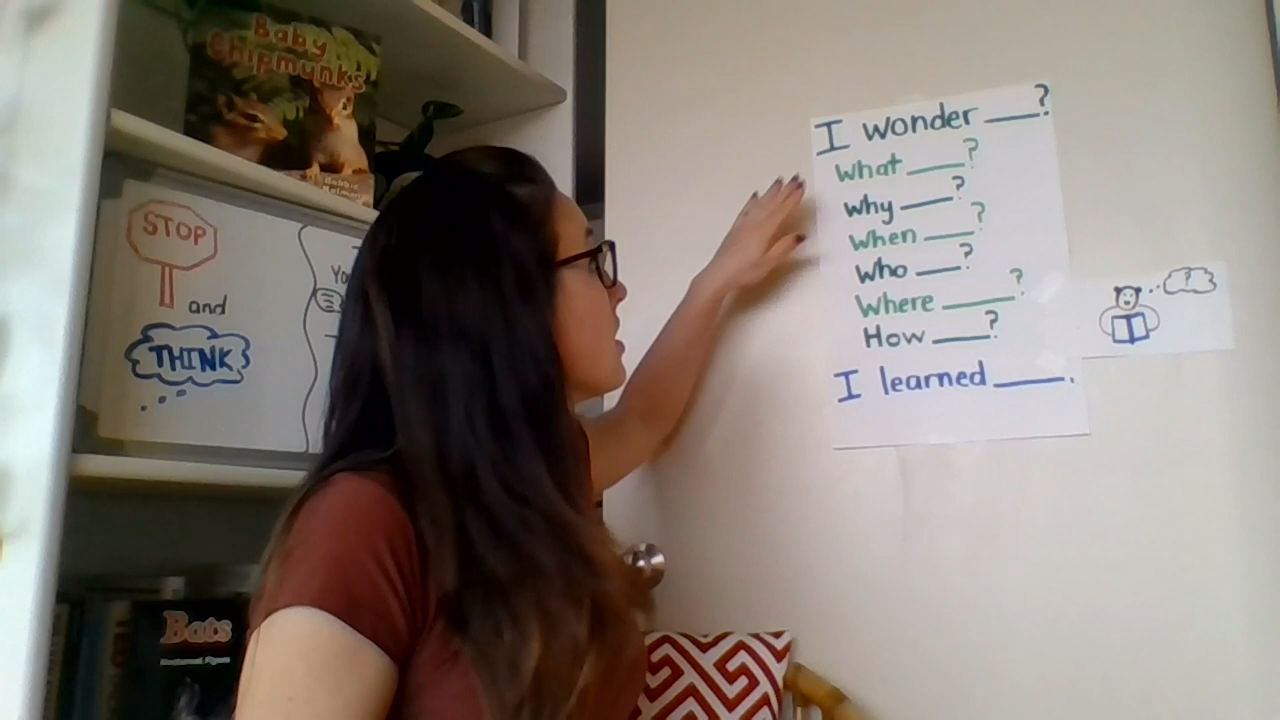 Baby
Chipmunks
STOP
and
THINK
Bats
I wonder ___?
What ___?
Why ___?
When ___?
Who ___?
Where ___?
How ___?
I learned ___.
?